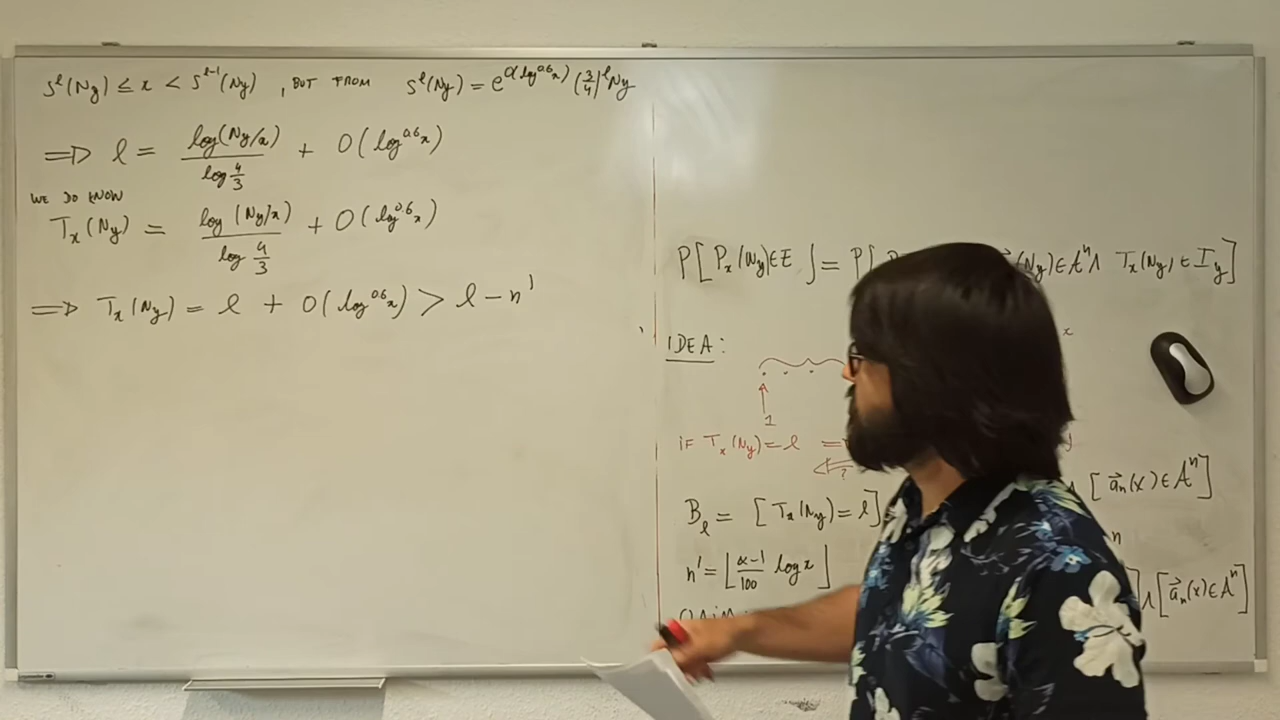 S^ℓ(N_y) ≤ x < S^{ℓ-1}(N_y) , BUT FROM S^ℓ(N_y) = e^{O(log^{0.6} x)} (3/4)^ℓ N_y
⟹ ℓ = log(N_y/x) / log 4/3 + O(log^{0.6} x)
WE DO KNOW
T_x(N_y) = log(N_y/x) / log 4/3 + O(log^{0.6} x)
⟹ T_x(N_y) = ℓ + O(log^{0.6} x) > ℓ - n'
P[P_x(N_y) ∈ E] = P[ (N_y) ∈ A^n ∧ T_x(N_y) ∈ I_y]
IDEA:
x
1
IF T_x(N_y) = ℓ
?
B_ℓ = [T_x(N_y) = ℓ] [a⃗_n(x) ∈ A^n]
n' = ⌊(α-1)/100 log x⌋
] ∧ [a⃗_n(x) ∈ A^n]